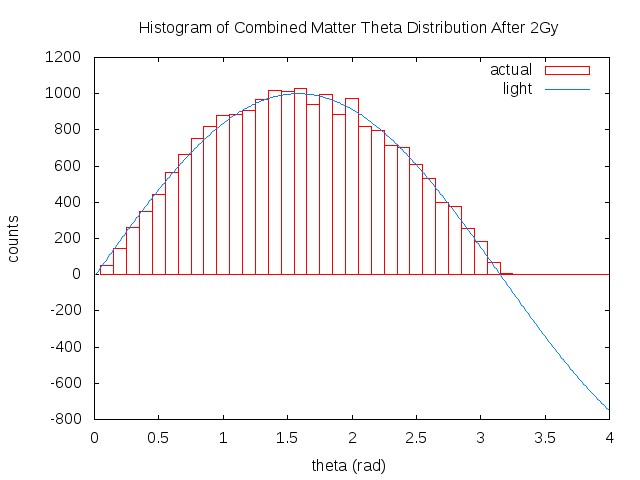 Histogram of Combined Matter Theta Distribution After 2Gy
1200
1000
800
600
400
200
0
-200
-400
-600
-800
counts
actual
light
0 0.5 1 1.5 2 2.5 3 3.5 4
theta (rad)